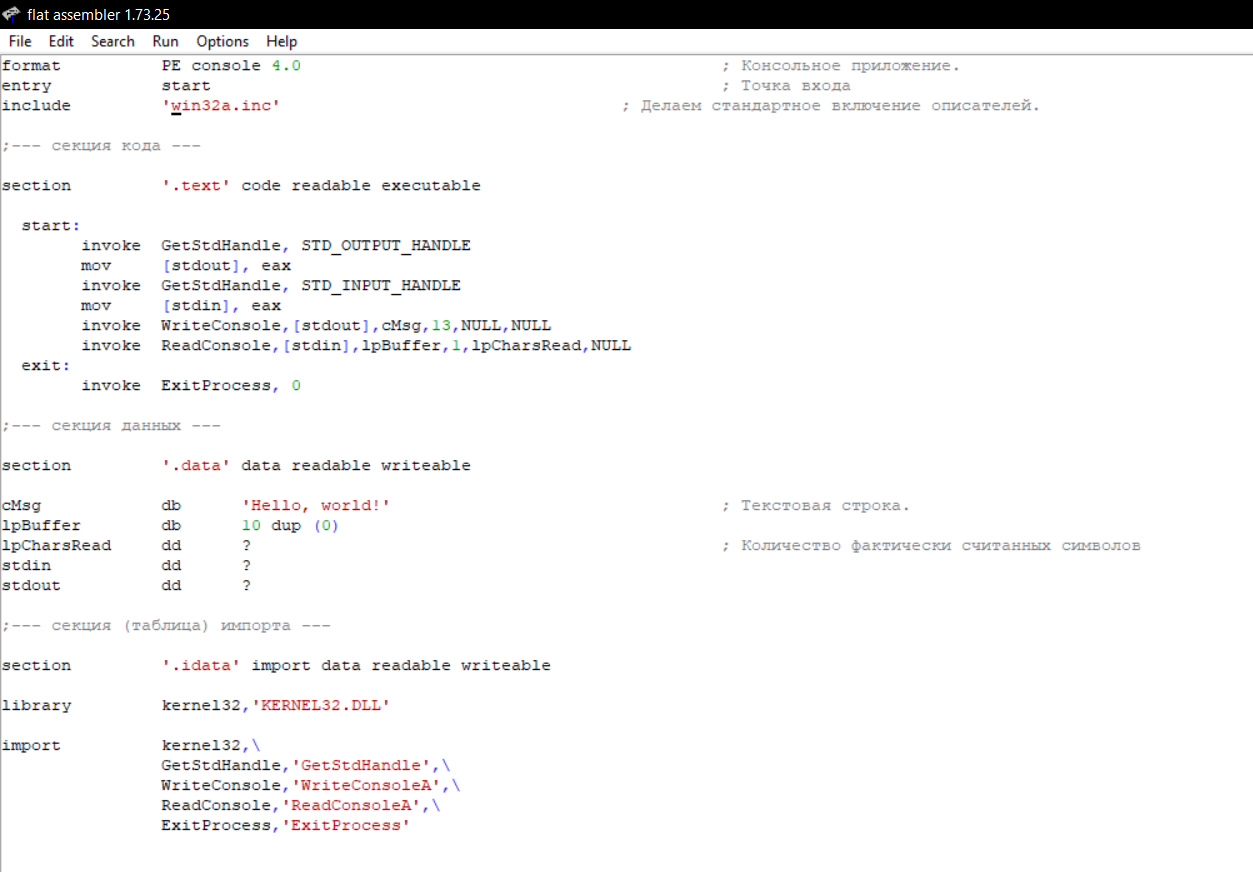 flat assembler 1.73.25
File Edit Search Run Options Help
format PE console 4.0 ; Консольное приложение.
entry start ; Точка входа
include 'win32a.inc' ; Делаем стандартное включение описателей.
;--- секция кода ---
section '.text' code readable executable
start:
invoke GetStdHandle, STD_OUTPUT_HANDLE
mov [stdout], eax
invoke GetStdHandle, STD_INPUT_HANDLE
mov [stdin], eax
invoke WriteConsole,[stdout],cMsg,13,NULL,NULL
invoke ReadConsole,[stdin],lpBuffer,1,lpCharsRead,NULL
exit:
invoke ExitProcess, 0
;--- секция данных ---
section '.data' data readable writeable
cMsg db 'Hello, world!' ; Текстовая строка.
lpBuffer db 10 dup (0)
lpCharsRead dd ? ; Количество фактически считанных символов
stdin dd ?
stdout dd ?
;--- секция (таблица) импорта ---
section '.idata' import data readable writeable
library kernel32,'KERNEL32.DLL'
import kernel32,\
GetStdHandle,'GetStdHandle',\
WriteConsole,'WriteConsoleA',\
ReadConsole,'ReadConsoleA',\
ExitProcess,'ExitProcess'